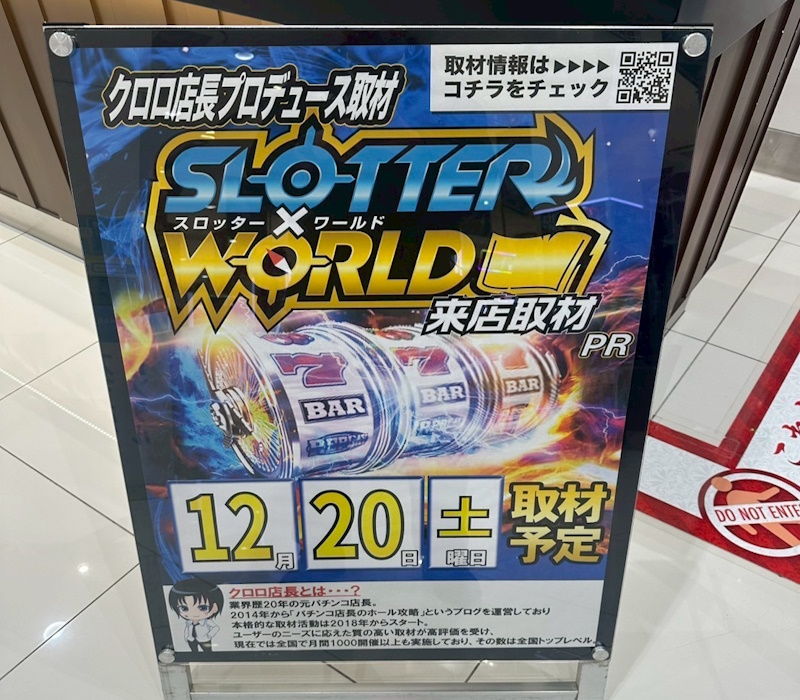 取材情報は▶▶▶▶
コチラをチェック
クロロ店長プロデュース取材
SLOTTER
スロッター×ワールド
WORLD
来店取材
PR
7 7 7
BAR BAR BAR
12月20日土曜日
取材
予定
クロロ店長とは・・・?
業界歴20年の元パチンコ店長。
2014年から「パチンコ店長のホール攻略」というブログを運営しており
本格的な取材活動は2018年からスタート。
ユーザーのニーズに応えた質の高い取材が高評価を受け、
現在では全国で月間1000開催以上も実施しており、その数は全国トップレベル。
DO NOT ENTE